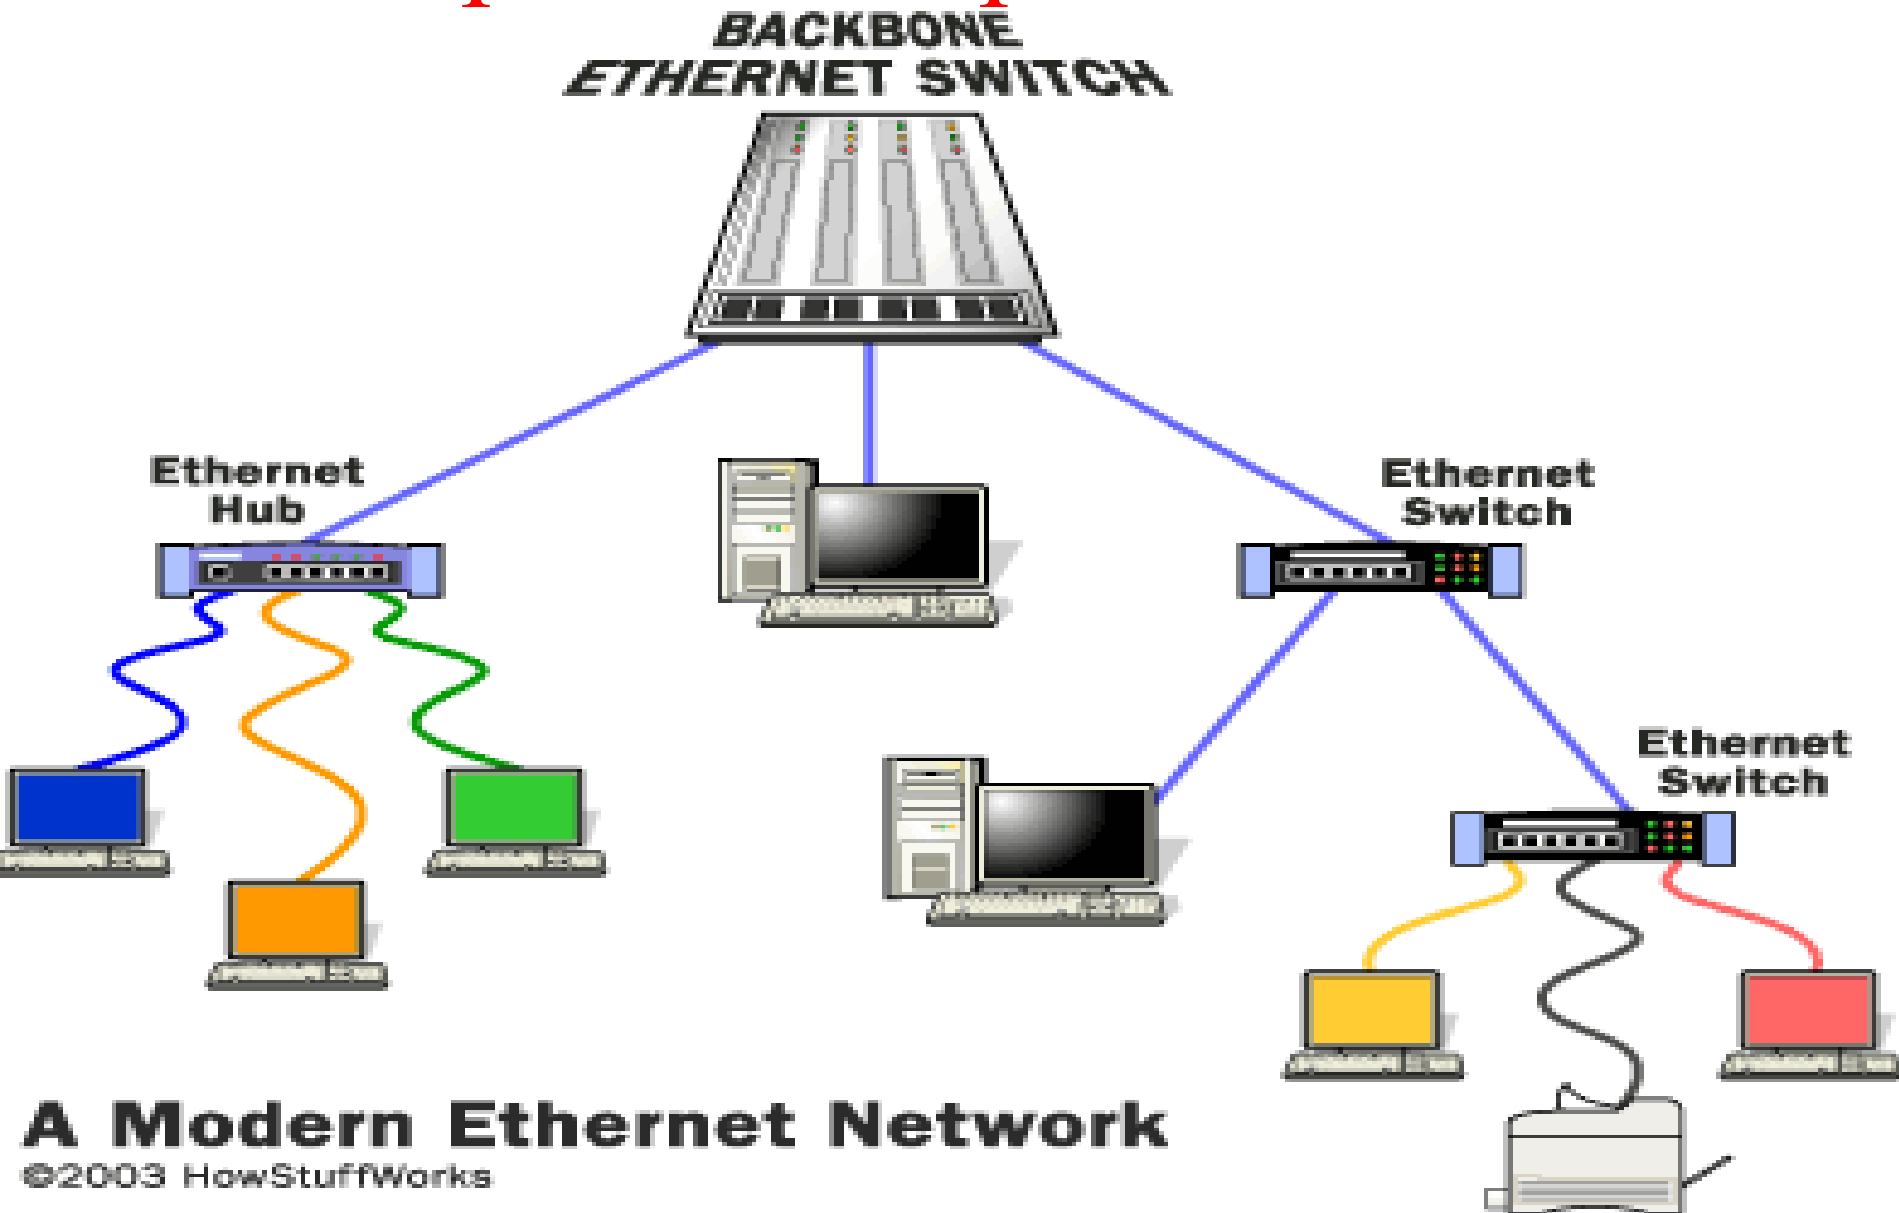 BACKBONE
ETHERNET SWITCH
Ethernet
Hub
Ethernet
Switch
Ethernet
Switch
A Modern Ethernet Network
©2003 HowStuffWorks